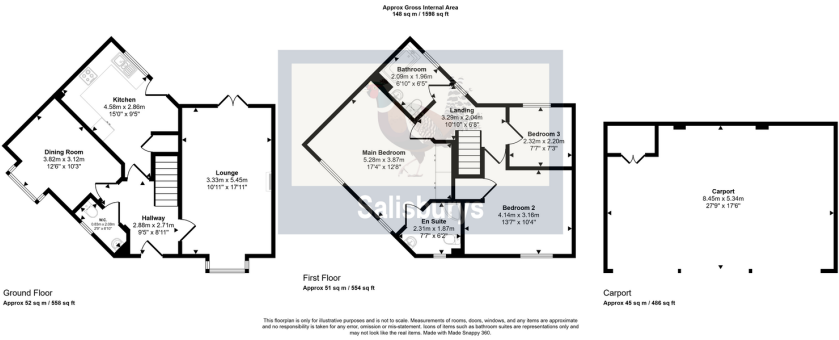 Approx Gross Internal Area
148 sq m / 1598 sq ft
Bathroom
2.09m x 1.96m
6'10" x 6'5"
Kitchen
4.58m x 2.86m
15'0" x 9'5"
Landing
3.29m x 2.04m
10'10" x 6'8"
Bedroom 3
2.32m x 2.20m
7'7" x 7'3"
Dining Room
3.82m x 3.12m
12'6" x 10'3"
Main Bedroom
5.28m x 3.87m
17'4" x 12'8"
Lounge
3.33m x 5.45m
10'11" x 17'11"
Carport
8.45m x 5.34m
27'9" x 17'6"
WC
Hallway
2.88m x 2.71m
9'5" x 8'11"
Salisburys
En Suite
2.31m x 1.87m
7'7" x 6'2"
Bedroom 2
4.14m x 3.16m
13'7" x 10'4"
Ground Floor
Approx 52 sq m / 558 sq ft
First Floor
Approx 51 sq m / 554 sq ft
Carport
Approx 45 sq m / 486 sq ft
This floorplan is only for illustrative purposes and is not to scale. Measurements of rooms, doors, windows, and any items are approximate
and no responsibility is taken for any error, omission or mis-statement. Icons of items such as bathroom suites are representations only and
may not look like the real items. Made with Made Snappy 360.